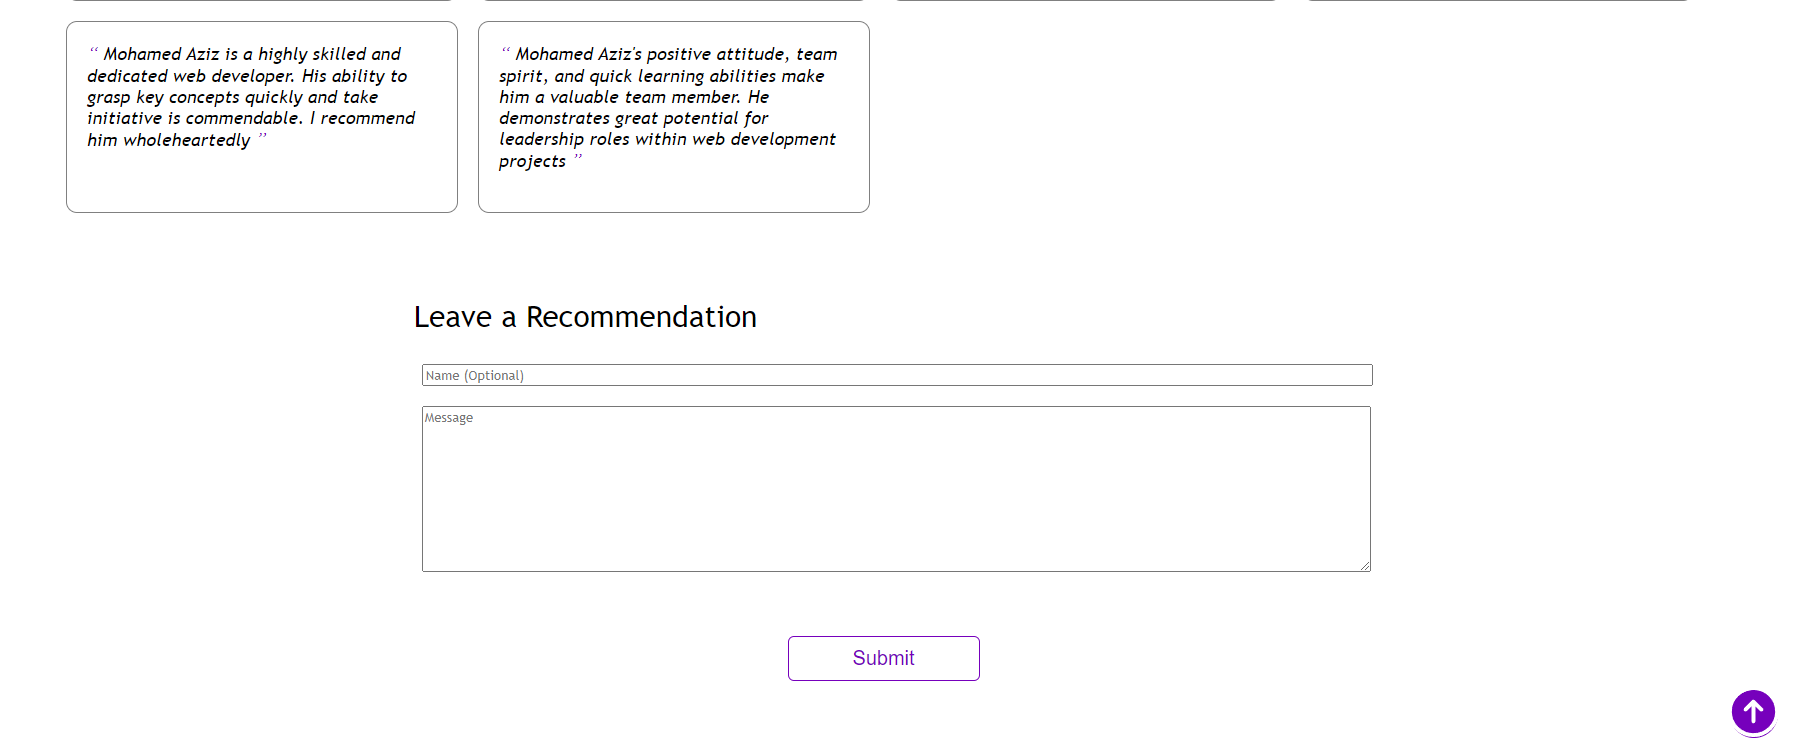 “ Mohamed Aziz is a highly skilled and
dedicated web developer. His ability to
grasp key concepts quickly and take
initiative is commendable. I recommend
him wholeheartedly ”
“ Mohamed Aziz's positive attitude, team
spirit, and quick learning abilities make
him a valuable team member. He
demonstrates great potential for
leadership roles within web development
projects ”
Leave a Recommendation
Name (Optional)
Message
Submit